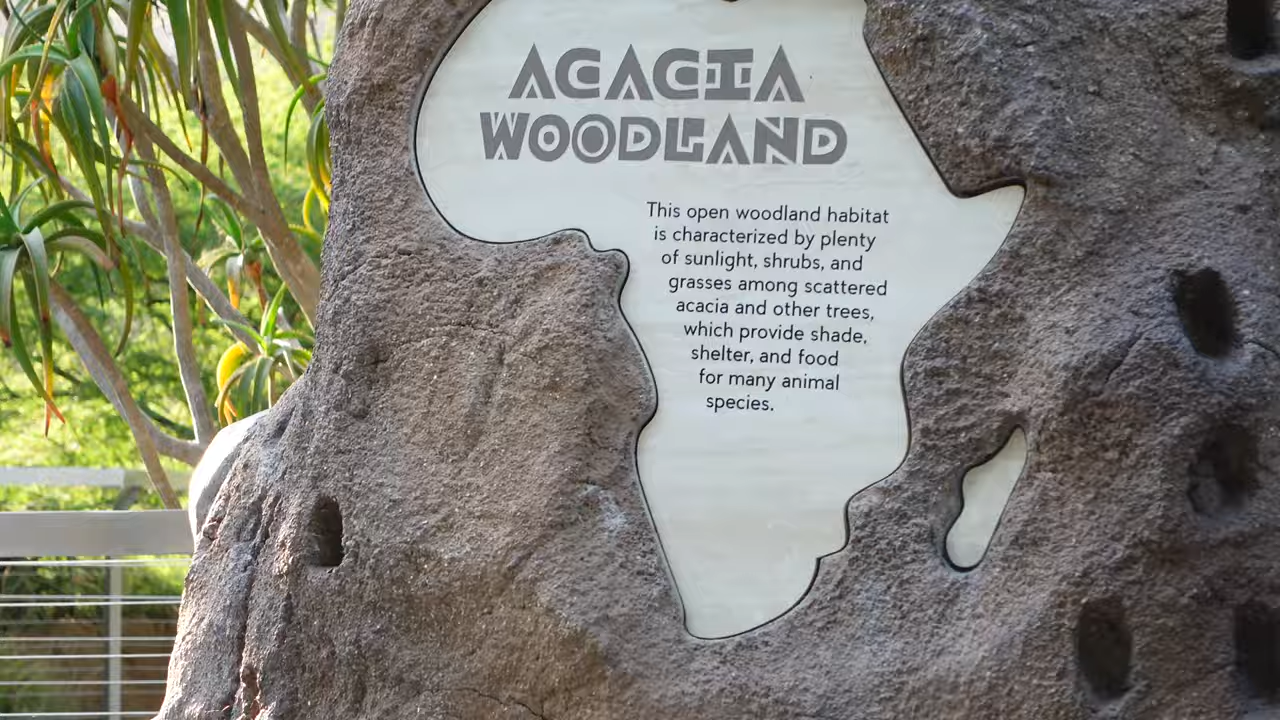 ACACIA
WOODLAND
This open woodland habitat
is characterized by plenty
of sunlight, shrubs, and
grasses among scattered
acacia and other trees,
which provide shade,
shelter, and food
for many animal
species.